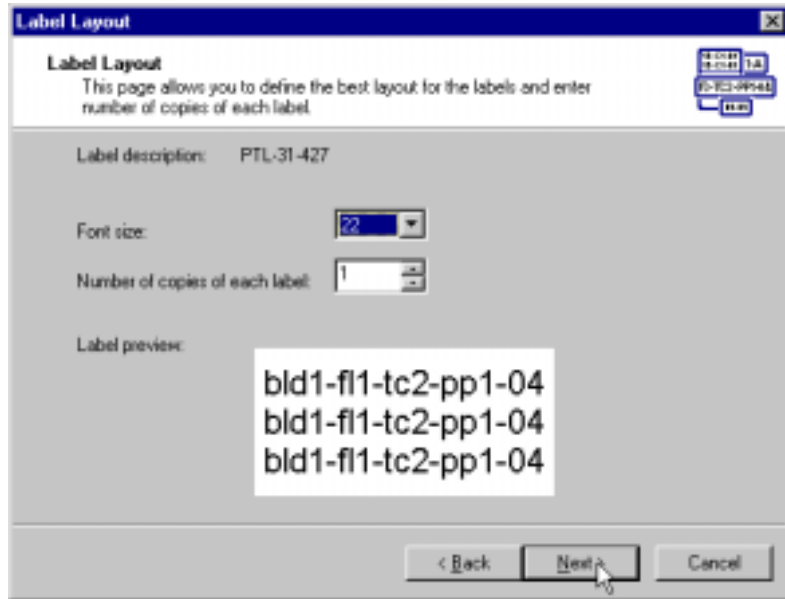 Label Layout
Label Layout
This page allows you to define the best layout for the labels and enter
number of copies of each label.
1-A
Label description: PTL-31-427
Font size: 22
Number of copies of each label: 1
Label preview:
bld1-fl1-tc2-pp1-04
bld1-fl1-tc2-pp1-04
bld1-fl1-tc2-pp1-04
< Back Next > Cancel